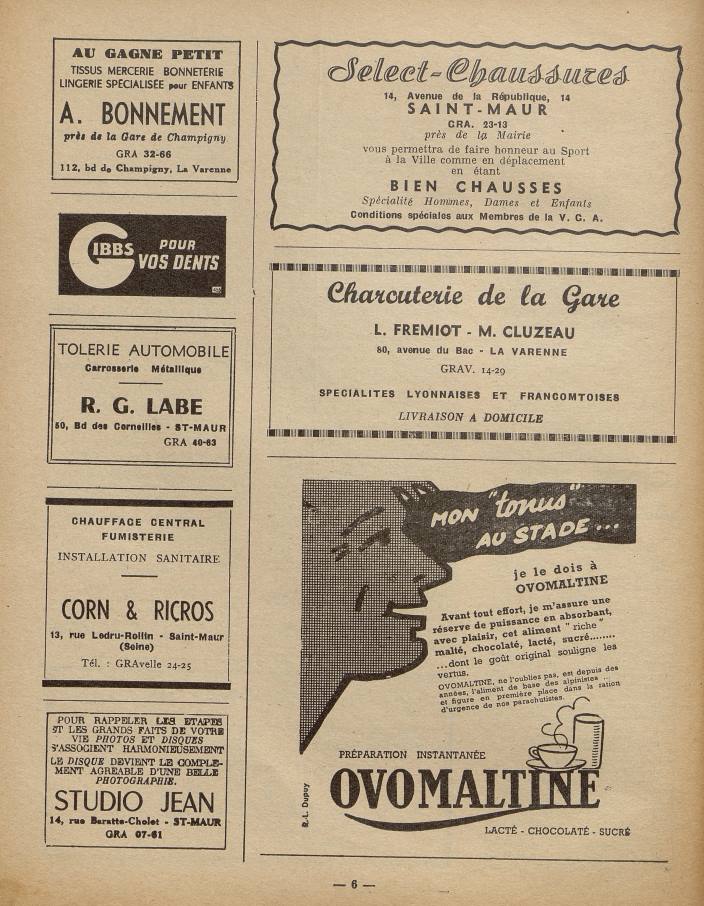 AU GAGNE PETIT
TISSUS MERCERIE BONNETERIE
LINGERIE SPÉCIALISÉE pour ENFANTS
A. BONNEMENT
près de la Gare de Champigny
GRA 32-66
112, bd de Champigny, La Varenne
GIBBS POUR
VOS DENTS
TOLERIE AUTOMOBILE
Carrosserie Métallique
R. G. LABE
50, Bd des Corneilles - ST-MAUR
GRA 40-63
CHAUFFAGE CENTRAL
FUMISTERIE
INSTALLATION SANITAIRE
CORN & RICROS
13, rue Ledru-Rollin - Saint-Maur
(Seine)
Tél. : GRAvelle 24-25
POUR RAPPELER LES ETAPES
ET LES GRANDS FAITS DE VOTRE
VIE PHOTOS ET DISQUES
S'ASSOCIENT HARMONIEUSEMENT
LE DISQUE DEVIENT LE COMPLE-
MENT AGREABLE D'UNE BELLE
PHOTOGRAPHIE.
STUDIO JEAN
14, rue Baratte-Cholet - ST-MAUR
GRA 07-61
Select-Chaussures
14, Avenue de la République, 14
SAINT-MAUR
GRA. 23-13
près de la Mairie
vous permettra de faire honneur au Sport
à la Ville comme en déplacement
en étant
BIEN CHAUSSES
Spécialité Hommes, Dames et Enfants
Conditions spéciales aux Membres de la V. G. A.
Charcuterie de la Gare
L. FREMIOT - M. CLUZEAU
80, avenue du Bac - LA VARENNE
GRAV. 14-29
SPECIALITES LYONNAISES ET FRANCOMTOISES
LIVRAISON A DOMICILE
MON "tonus"
AU STADE...
je le dois à
OVOMALTINE
Avant tout effort, je m'assure une
réserve de puissance en absorbant,
avec plaisir, cet aliment "riche"
malté, chocolaté, lacté, sucré........
...dont le goût original souligne les
vertus.
OVOMALTINE, ne l'oubliez pas, est depuis des
années, l'aliment de base des alpinistes ...
et figure en première place dans la ration
d'urgence de nos parachutistes.
PRÉPARATION INSTANTANÉE
OVOMALTINE
LACTÉ - CHOCOLATÉ - SUCRÉ
R.-L. Dupuy
— 6 —